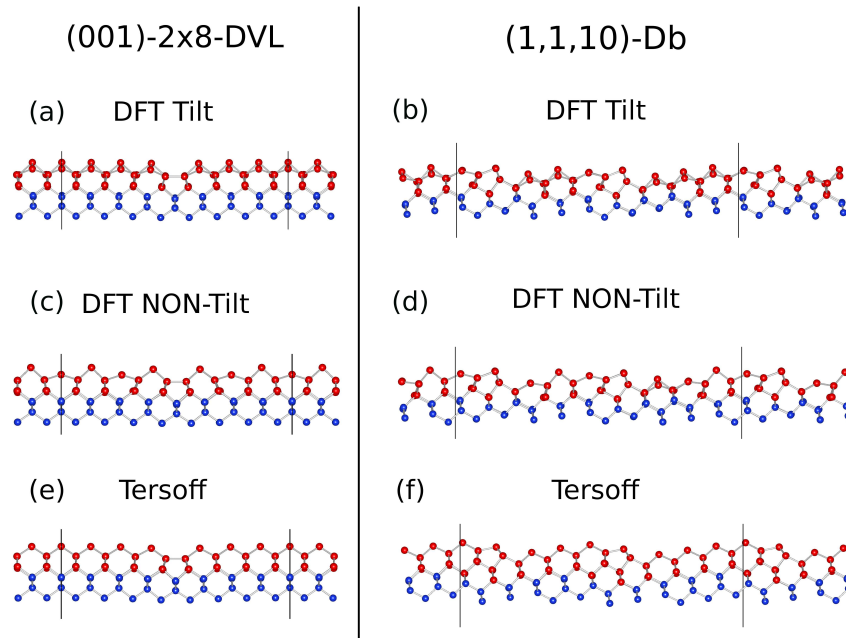 (001)-2x8-DVL
(1,1,10)-Db
(a) DFT Tilt
(b) DFT Tilt
(c) DFT NON-Tilt
(d) DFT NON-Tilt
(e) Tersoff
(f) Tersoff